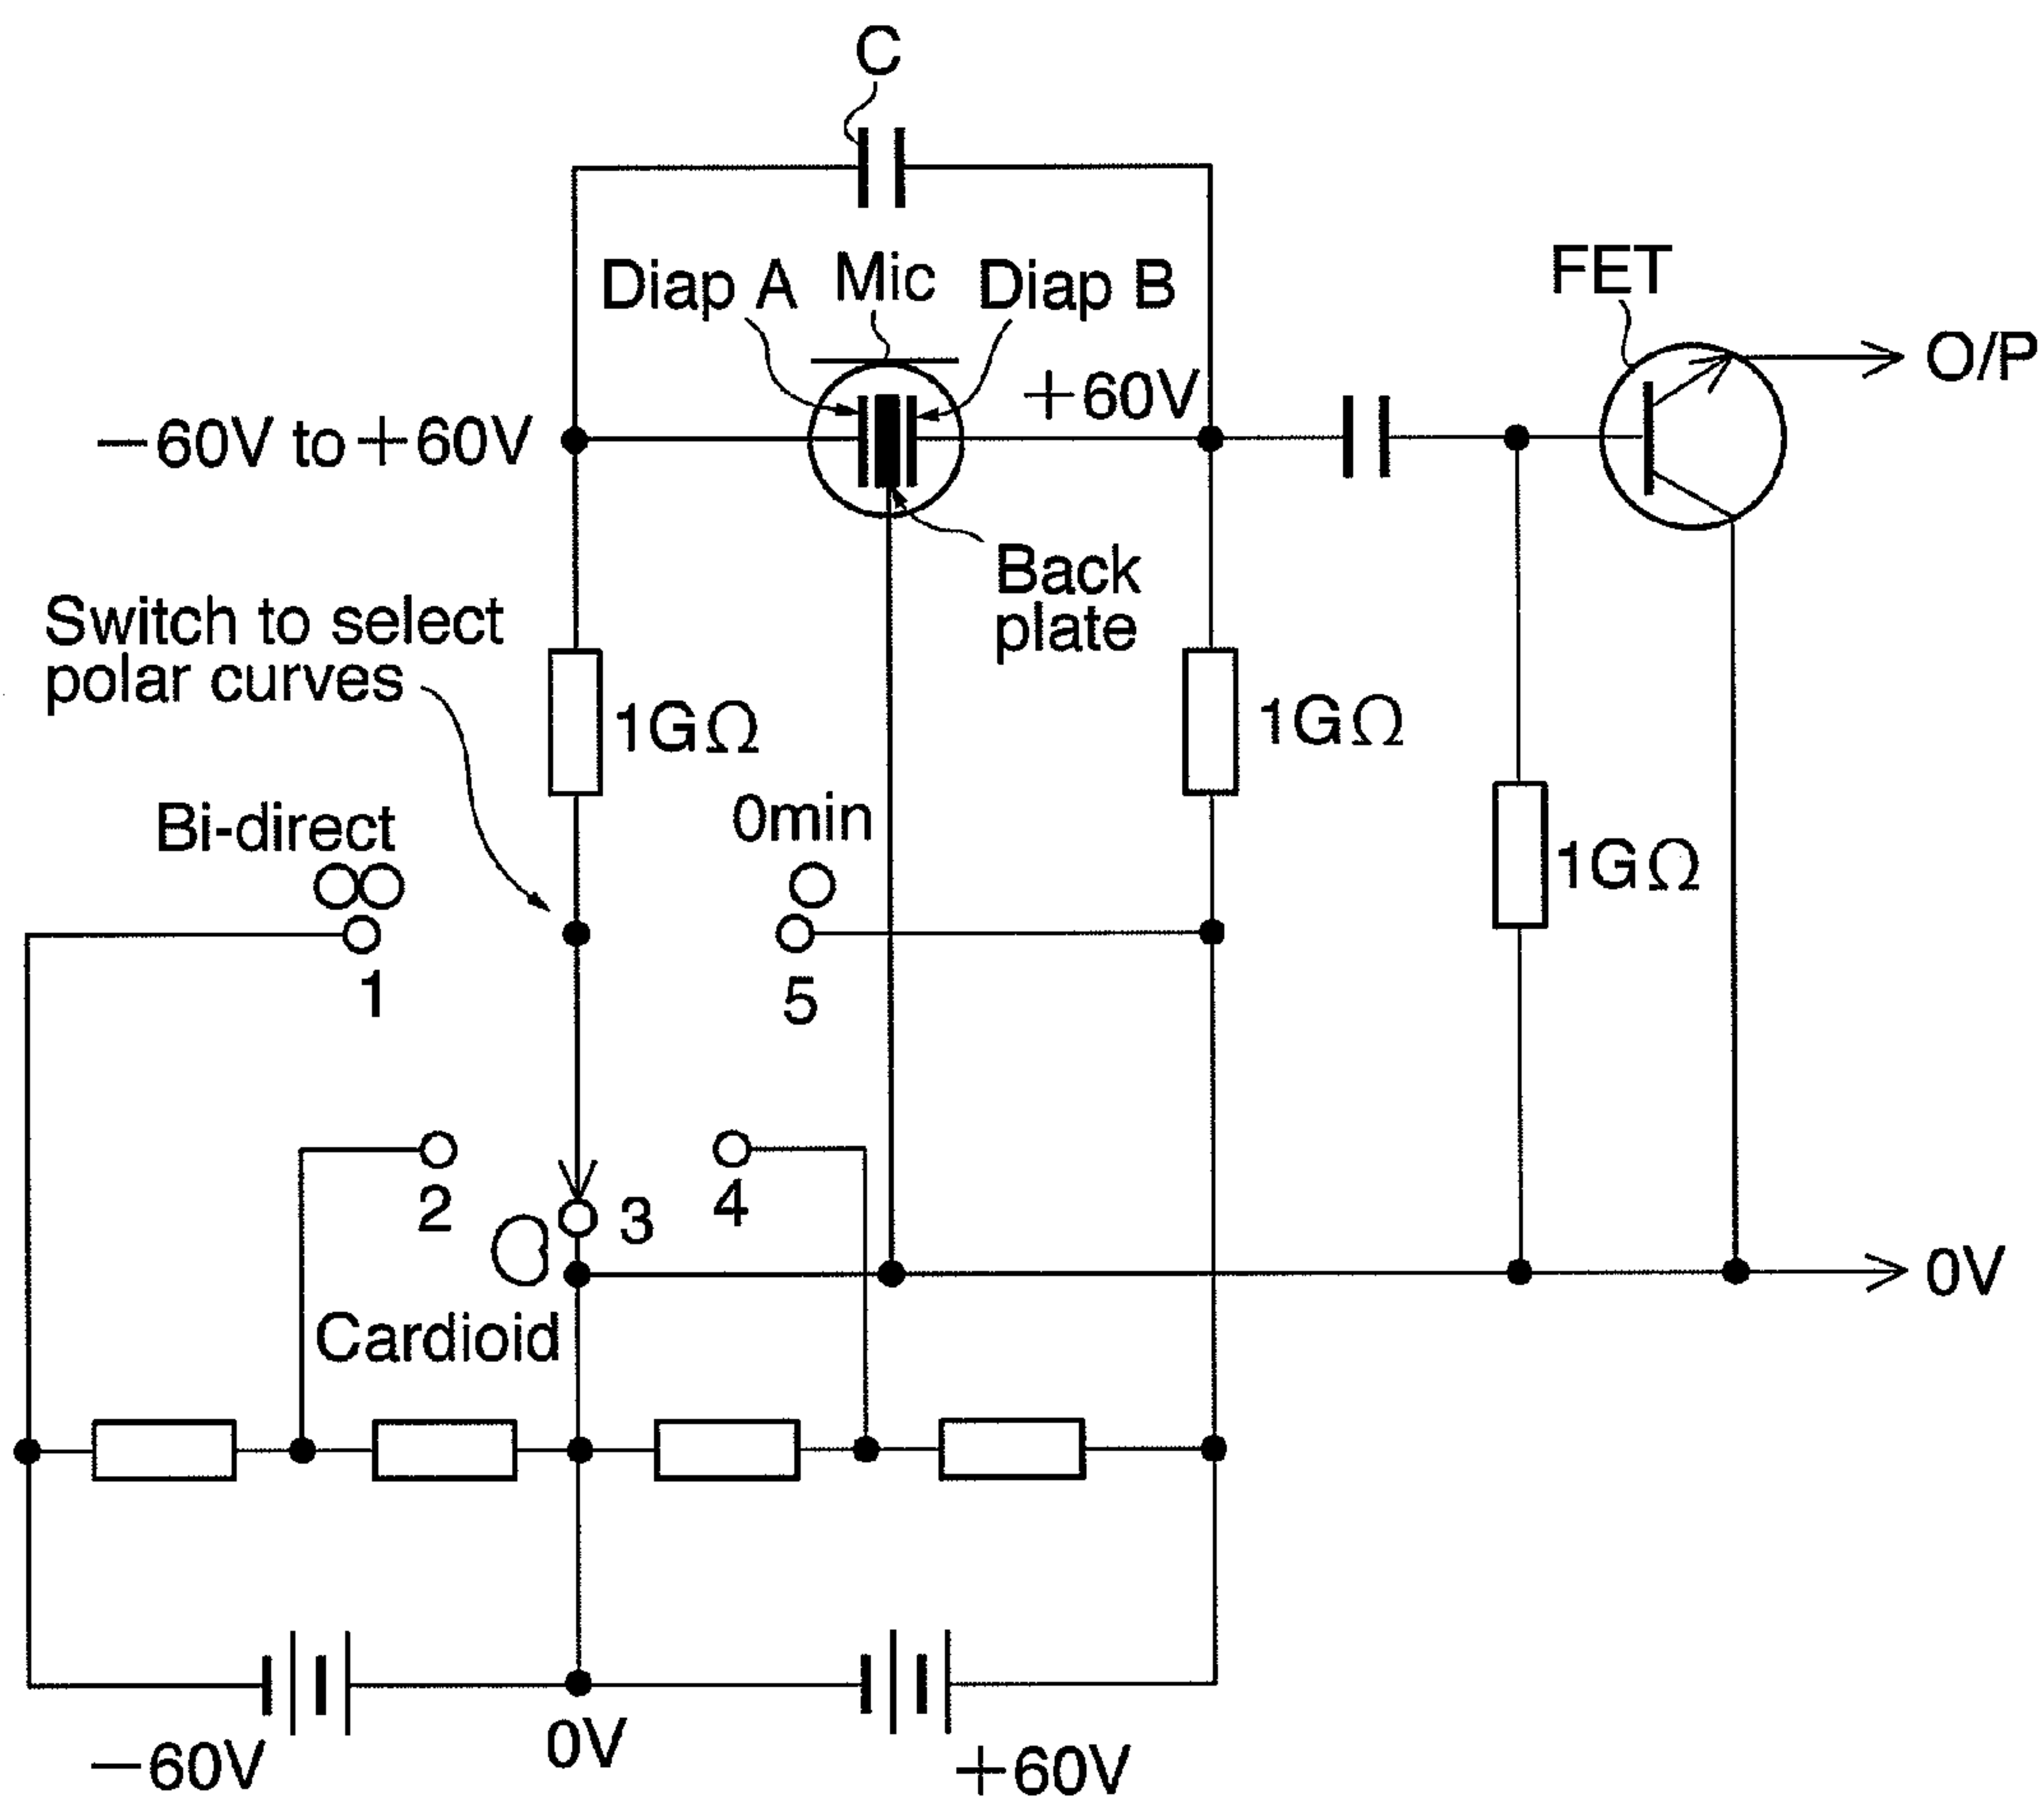 C
Diap A
Mic
Diap B
FET
O/P
+60V
−60V to +60V
Back
plate
Switch to select
polar curves
1GΩ
1GΩ
1GΩ
Bi-direct
0min
1
5
2
3
4
0V
Cardioid
−60V
0V
+60V